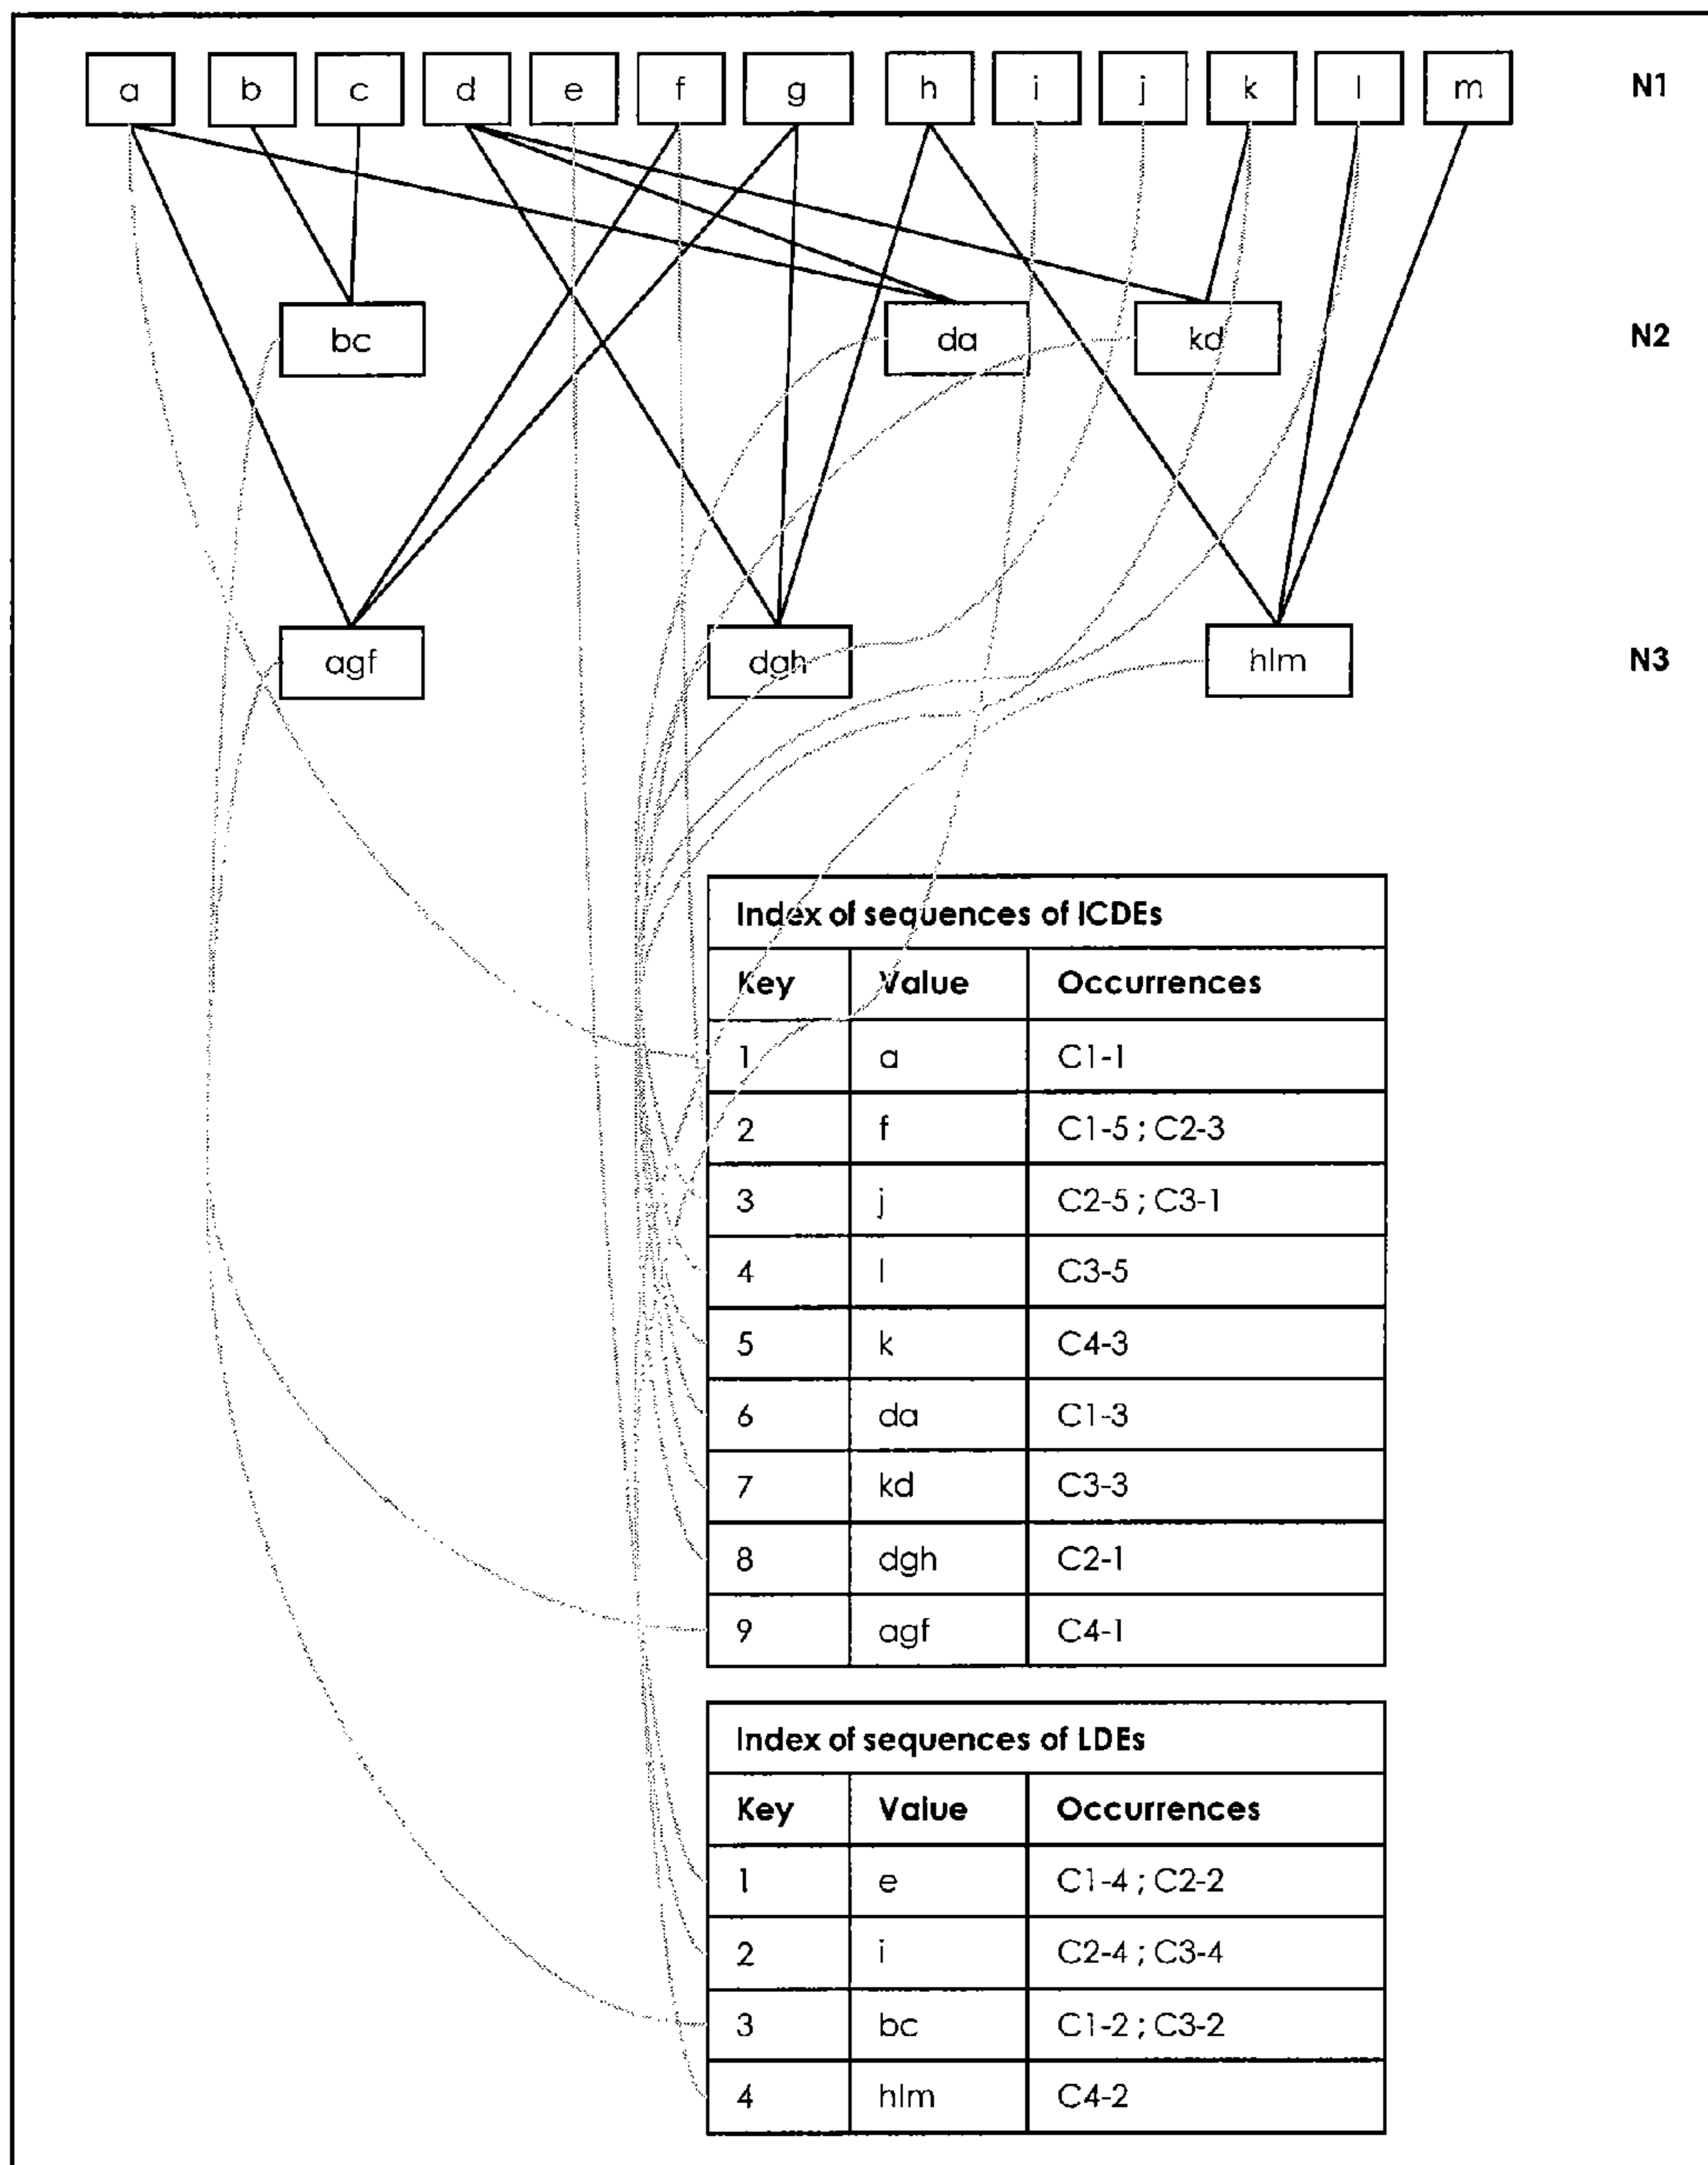 a b c d e f g h i j k l m N1
bc da kd N2
agf dgh hlm N3
Index of sequences of ICDEs
Key Value Occurrences
1 a C1-1
2 f C1-5 ; C2-3
3 j C2-5 ; C3-1
4 l C3-5
5 k C4-3
6 da C1-3
7 kd C3-3
8 dgh C2-1
9 agf C4-1
Index of sequences of LDEs
Key Value Occurrences
1 e C1-4 ; C2-2
2 i C2-4 ; C3-4
3 bc C1-2 ; C3-2
4 hlm C4-2